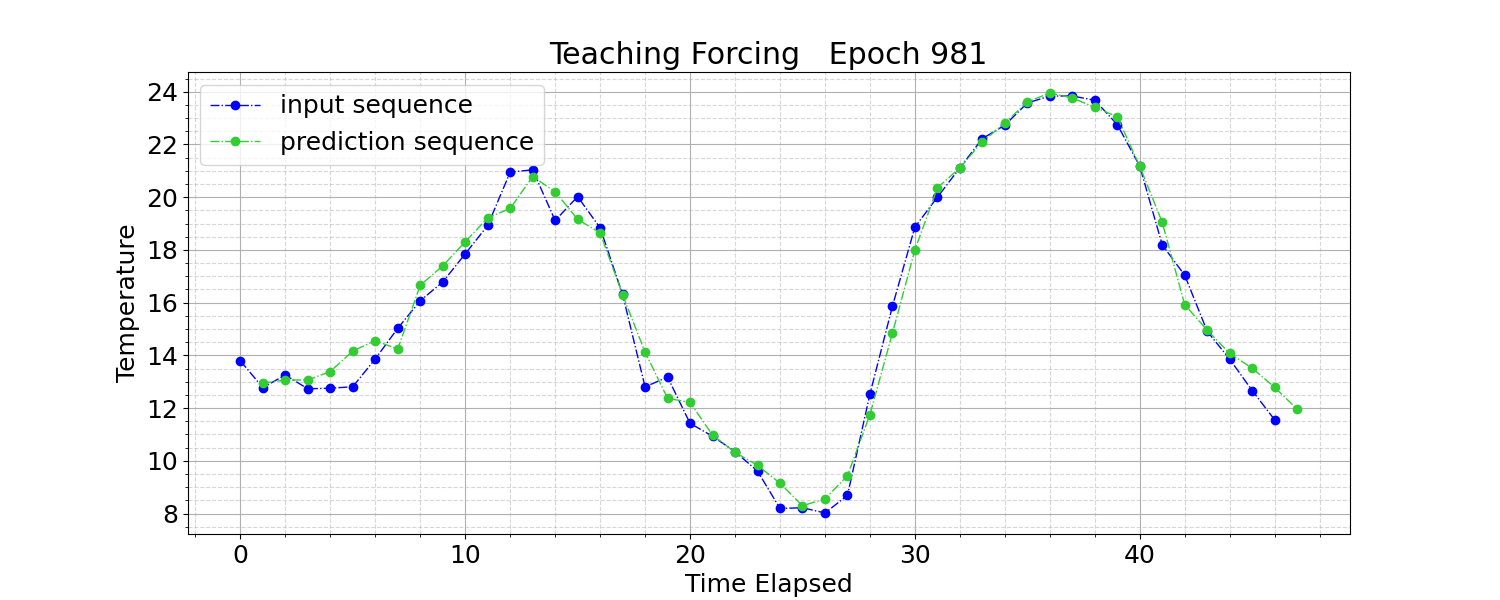 Teaching Forcing   Epoch 981
input sequence
prediction sequence
Temperature
24
22
20
18
16
14
12
10
8
0 10 20 30 40
Time Elapsed